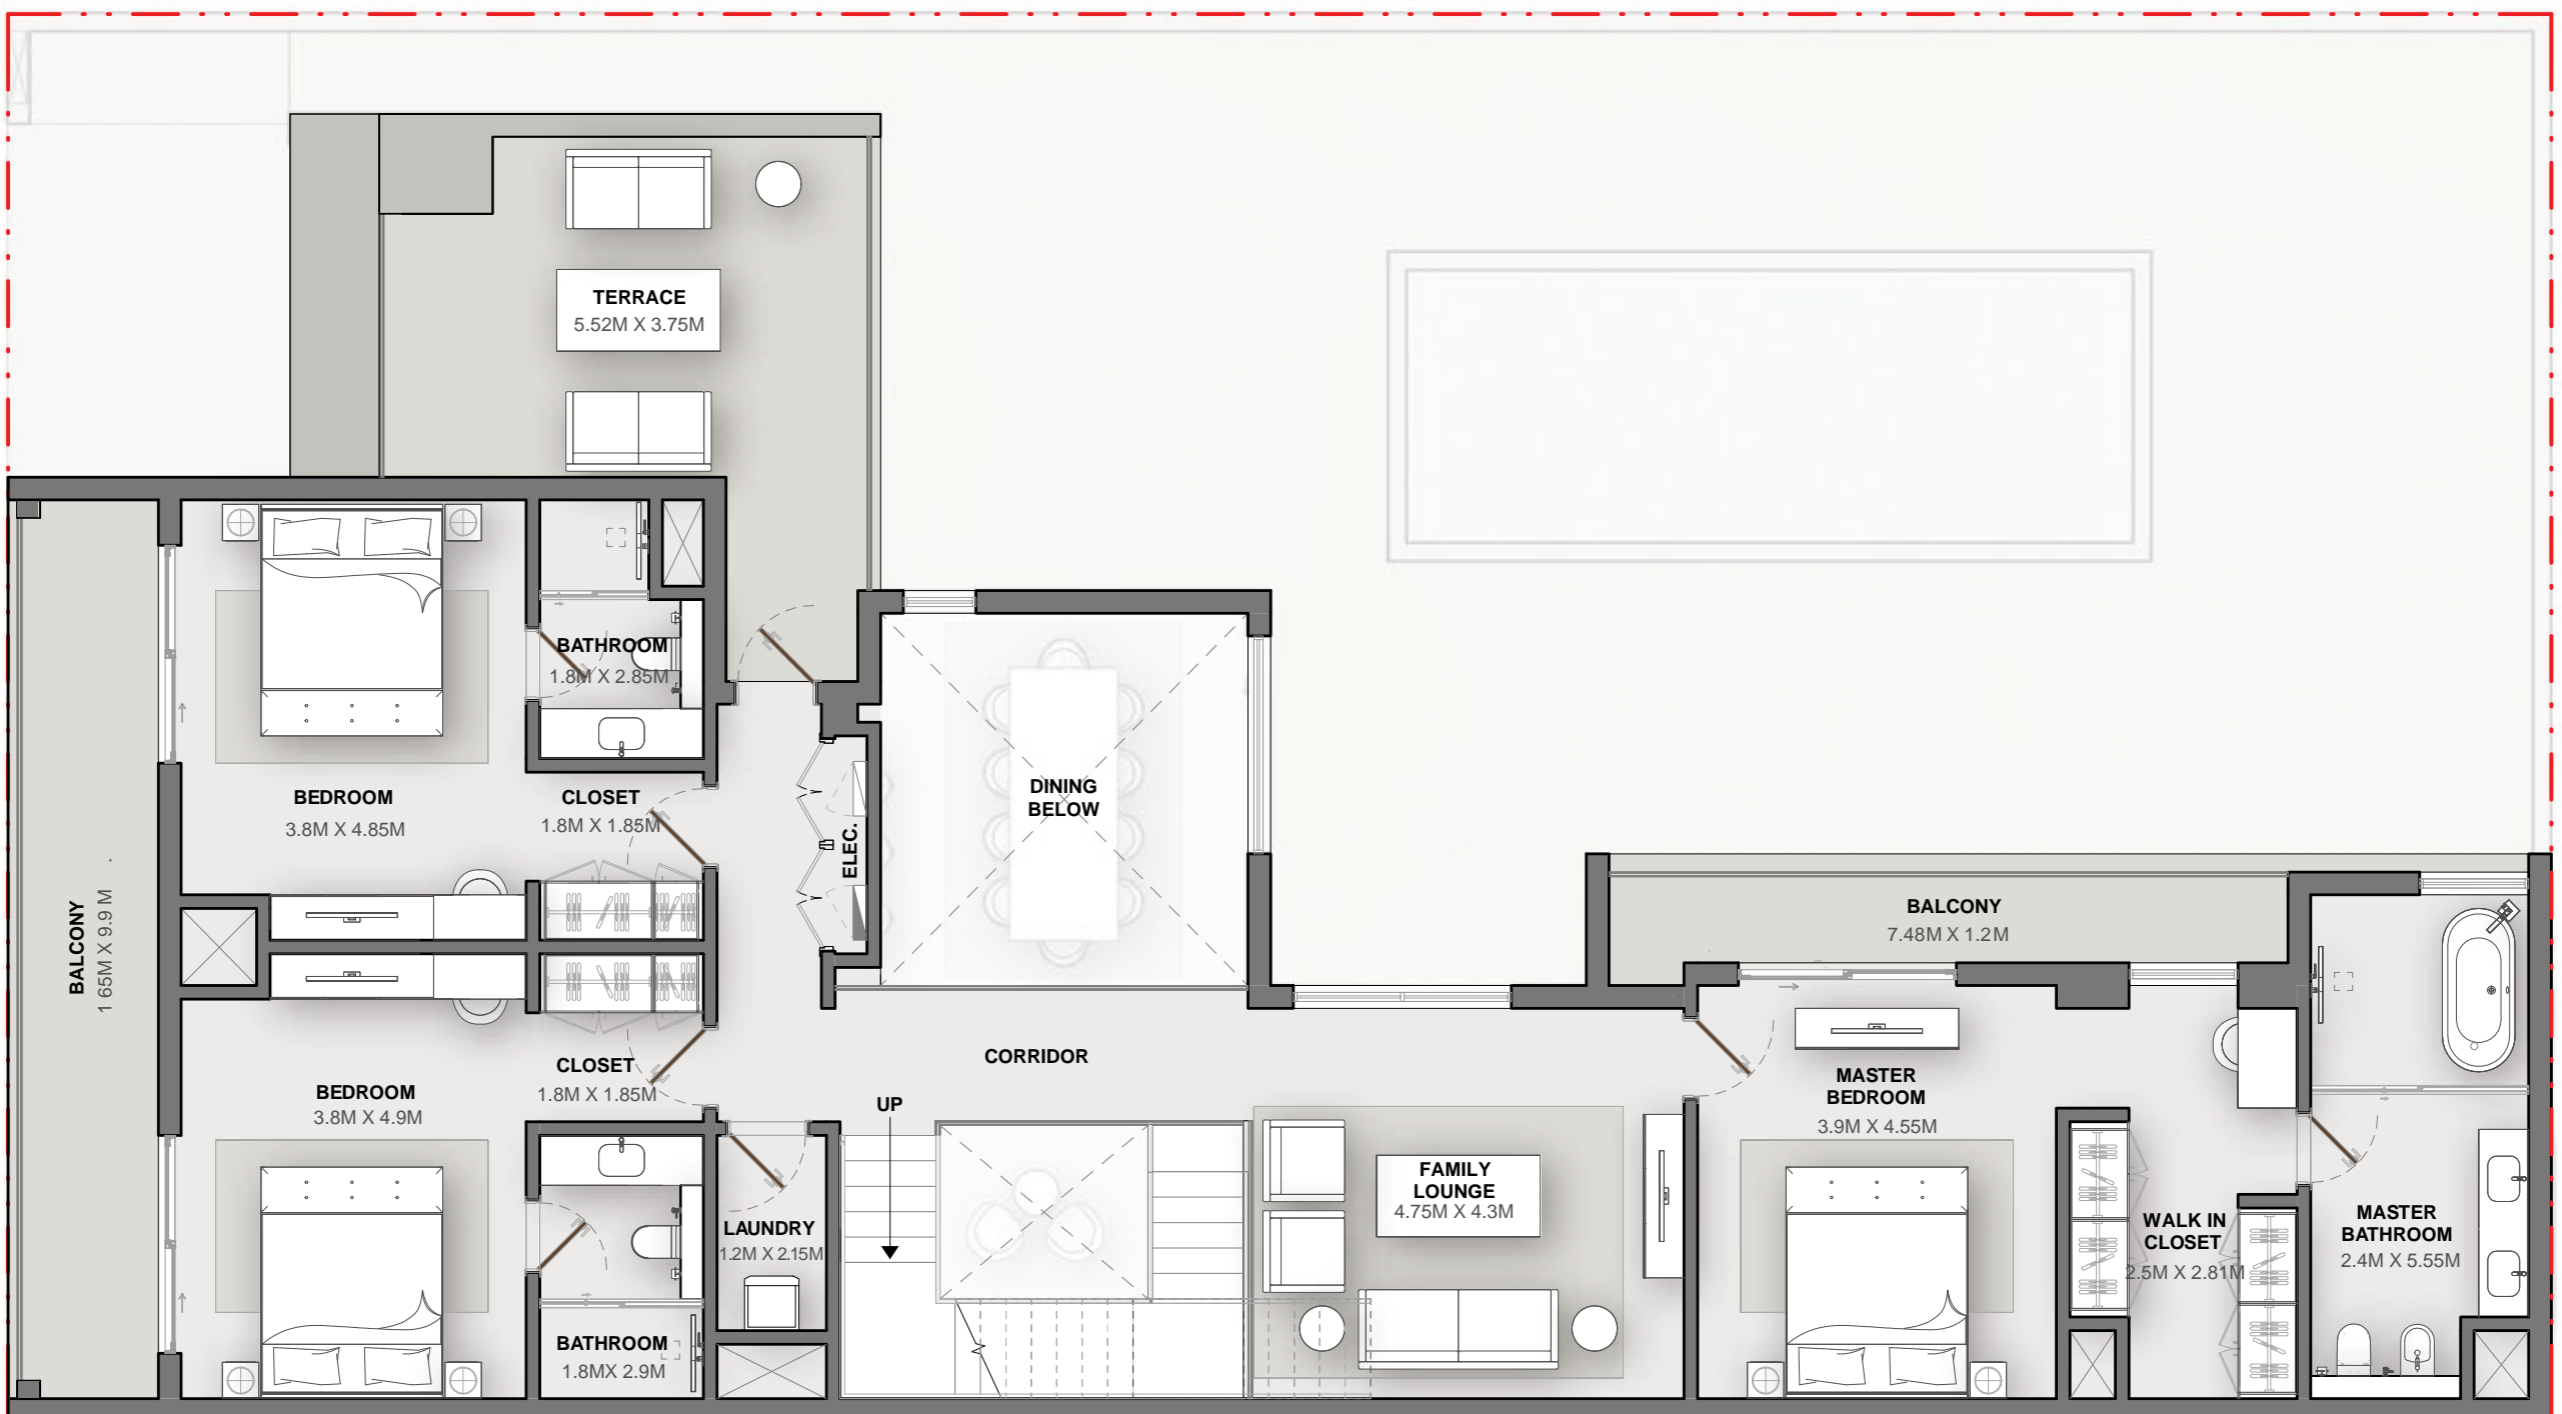 TERRACE
5.52M X 3.75M
BATHROOM
1.8M X 2.85M
BEDROOM
3.8M X 4.85M
CLOSET
1.8M X 1.85M
ELEC.
DINING
BELOW
BALCONY
1 65M X 9.9 M
BALCONY
7.48M X 1.2M
CORRIDOR
CLOSET
1.8M X 1.85M
BEDROOM
3.8M X 4.9M
UP
MASTER
BEDROOM
3.9M X 4.55M
FAMILY
LOUNGE
4.75M X 4.3M
LAUNDRY
1.2M X 2.15M
WALK IN
CLOSET
2.5M X 2.81M
MASTER
BATHROOM
2.4M X 5.55M
BATHROOM
1.8MX 2.9M